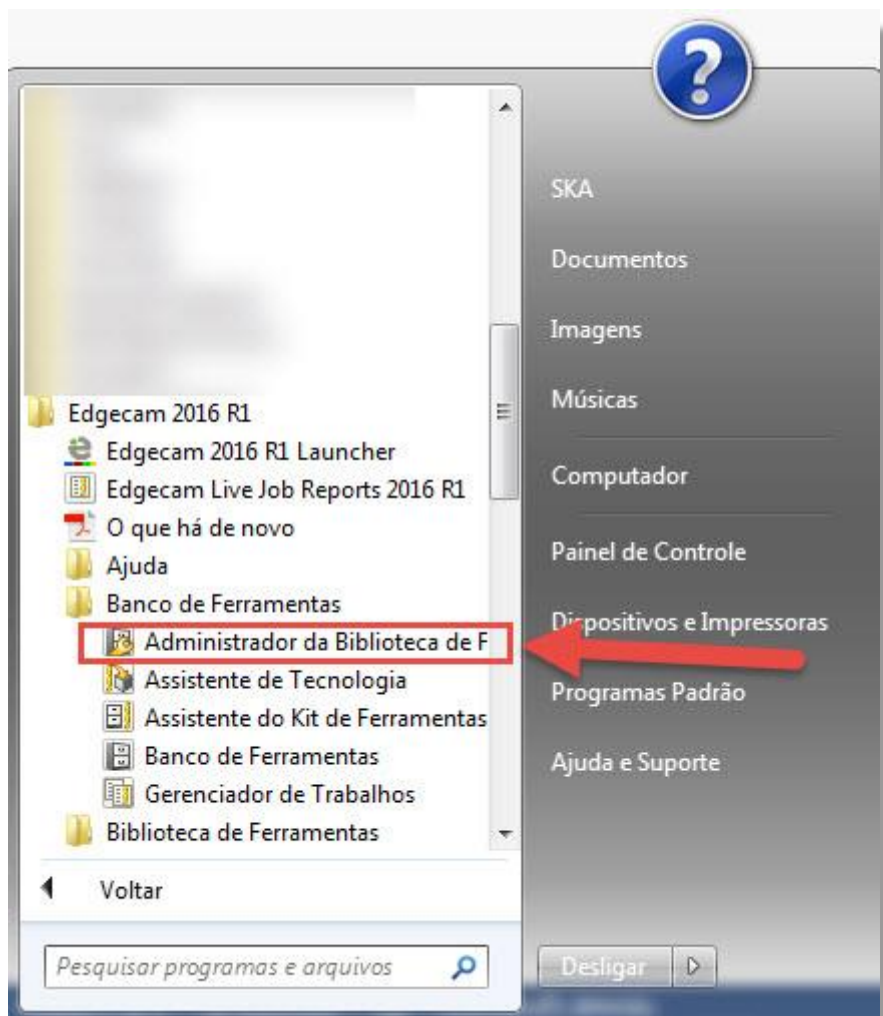 Edgecam 2016 R1
Edgecam 2016 R1 Launcher
Edgecam Live Job Reports 2016 R1
O que há de novo
Ajuda
Banco de Ferramentas
Administrador da Biblioteca de F
Assistente de Tecnologia
Assistente do Kit de Ferramentas
Banco de Ferramentas
Gerenciador de Trabalhos
Biblioteca de Ferramentas
Voltar
Pesquisar programas e arquivos
SKA
Documentos
Imagens
Músicas
Computador
Painel de Controle
Dispositivos e Impressoras
Programas Padrão
Ajuda e Suporte
Desligar